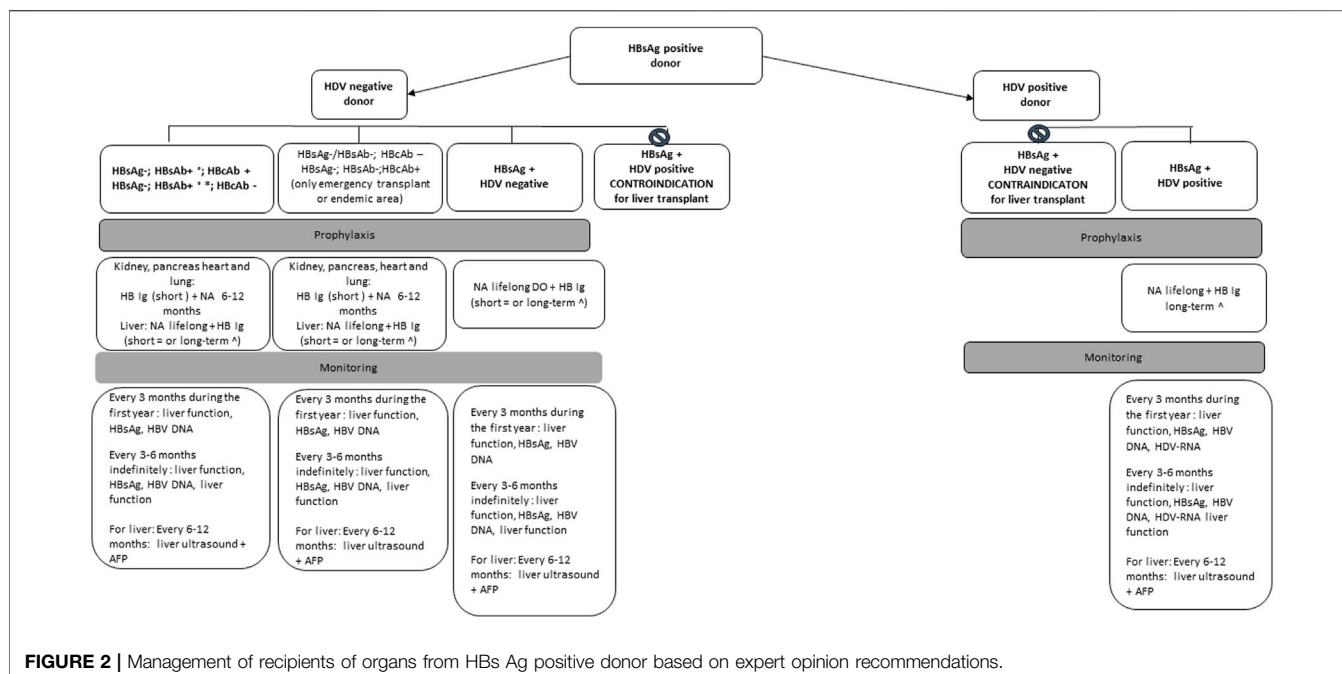 HBsAg positive
donor
HDV negative
donor
HDV positive
donor
HBsAg-; HBsAb+ °; HBcAb +
HBsAg-; HBsAb+ ° *; HBcAb -
HBsAg-/HBsAb-; HBcAb –
HBsAg-; HBsAb-;HBcAb+
(only emergency transplant
or endemic area)
HBsAg +
HDV negative
HBsAg +
HDV positive
CONTROINDICATION
for liver transplant
HBsAg +
HDV negative
CONTRAINDICATON
for liver transplant
HBsAg +
HDV positive
Prophylaxis
Prophylaxis
Kidney, pancreas heart and
lung:
HB Ig (short ) + NA 6-12
months
Liver: NA lifelong + HB Ig
(short = or long-term ^)
Kidney, pancreas, heart and
lung:
HB Ig (short ) + NA 6-12
months
Liver: NA lifelong + HB Ig
(short = or long-term ^)
NA lifelong DO + HB Ig
(short = or long-term ^)
NA lifelong + HB Ig
long-term ^
Monitoring
Monitoring
Every 3 months during the
first year : liver function,
HBsAg, HBV DNA
Every 3-6 months
indefinitely : liver function,
HBsAg, HBV DNA, liver
function
For liver: Every 6-12
months: liver ultrasound +
AFP
Every 3 months during the
first year : liver function,
HBsAg, HBV DNA
Every 3-6 months
indefinitely : liver function,
HBsAg, HBV DNA, liver
function
For liver: Every 6-12
months: liver ultrasound
+ AFP
Every 3 months during
the first year : liver
function, HBsAg, HBV
DNA
Every 3-6 months
indefinitely : liver
function, HBsAg, HBV
DNA, liver function
For liver: Every 6-12
months: liver ultrasound
+ AFP
Every 3 months during
the first year : liver
function, HBsAg, HBV
DNA, HDV-RNA
Every 3-6 months
indefinitely : liver
function, HBsAg, HBV
DNA, HDV-RNA liver
function
For liver: Every 6-12
months: liver ultrasound
+ AFP
FIGURE 2 | Management of recipients of organs from HBs Ag positive donor based on expert opinion recommendations.